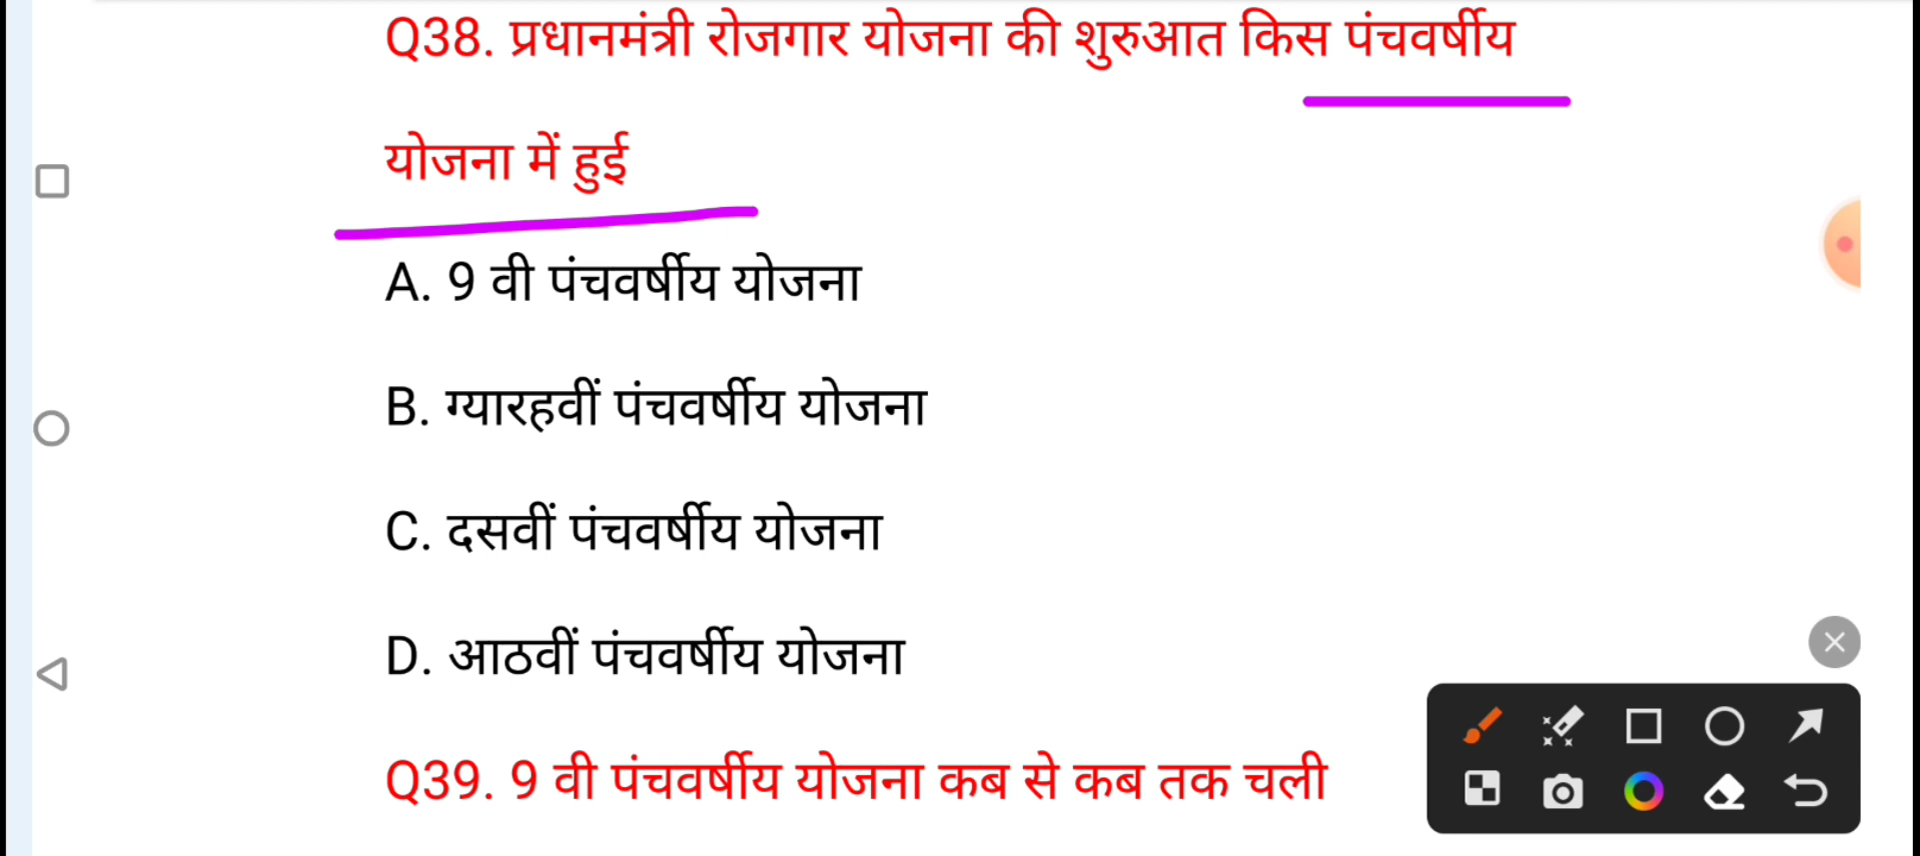 Q38. प्रधानमंत्री रोजगार योजना की शुरुआत किस पंचवर्षीय
योजना में हुई
A. 9 वी पंचवर्षीय योजना
B. ग्यारहवीं पंचवर्षीय योजना
C. दसवीं पंचवर्षीय योजना
D. आठवीं पंचवर्षीय योजना
Q39. 9 वी पंचवर्षीय योजना कब से कब तक चली